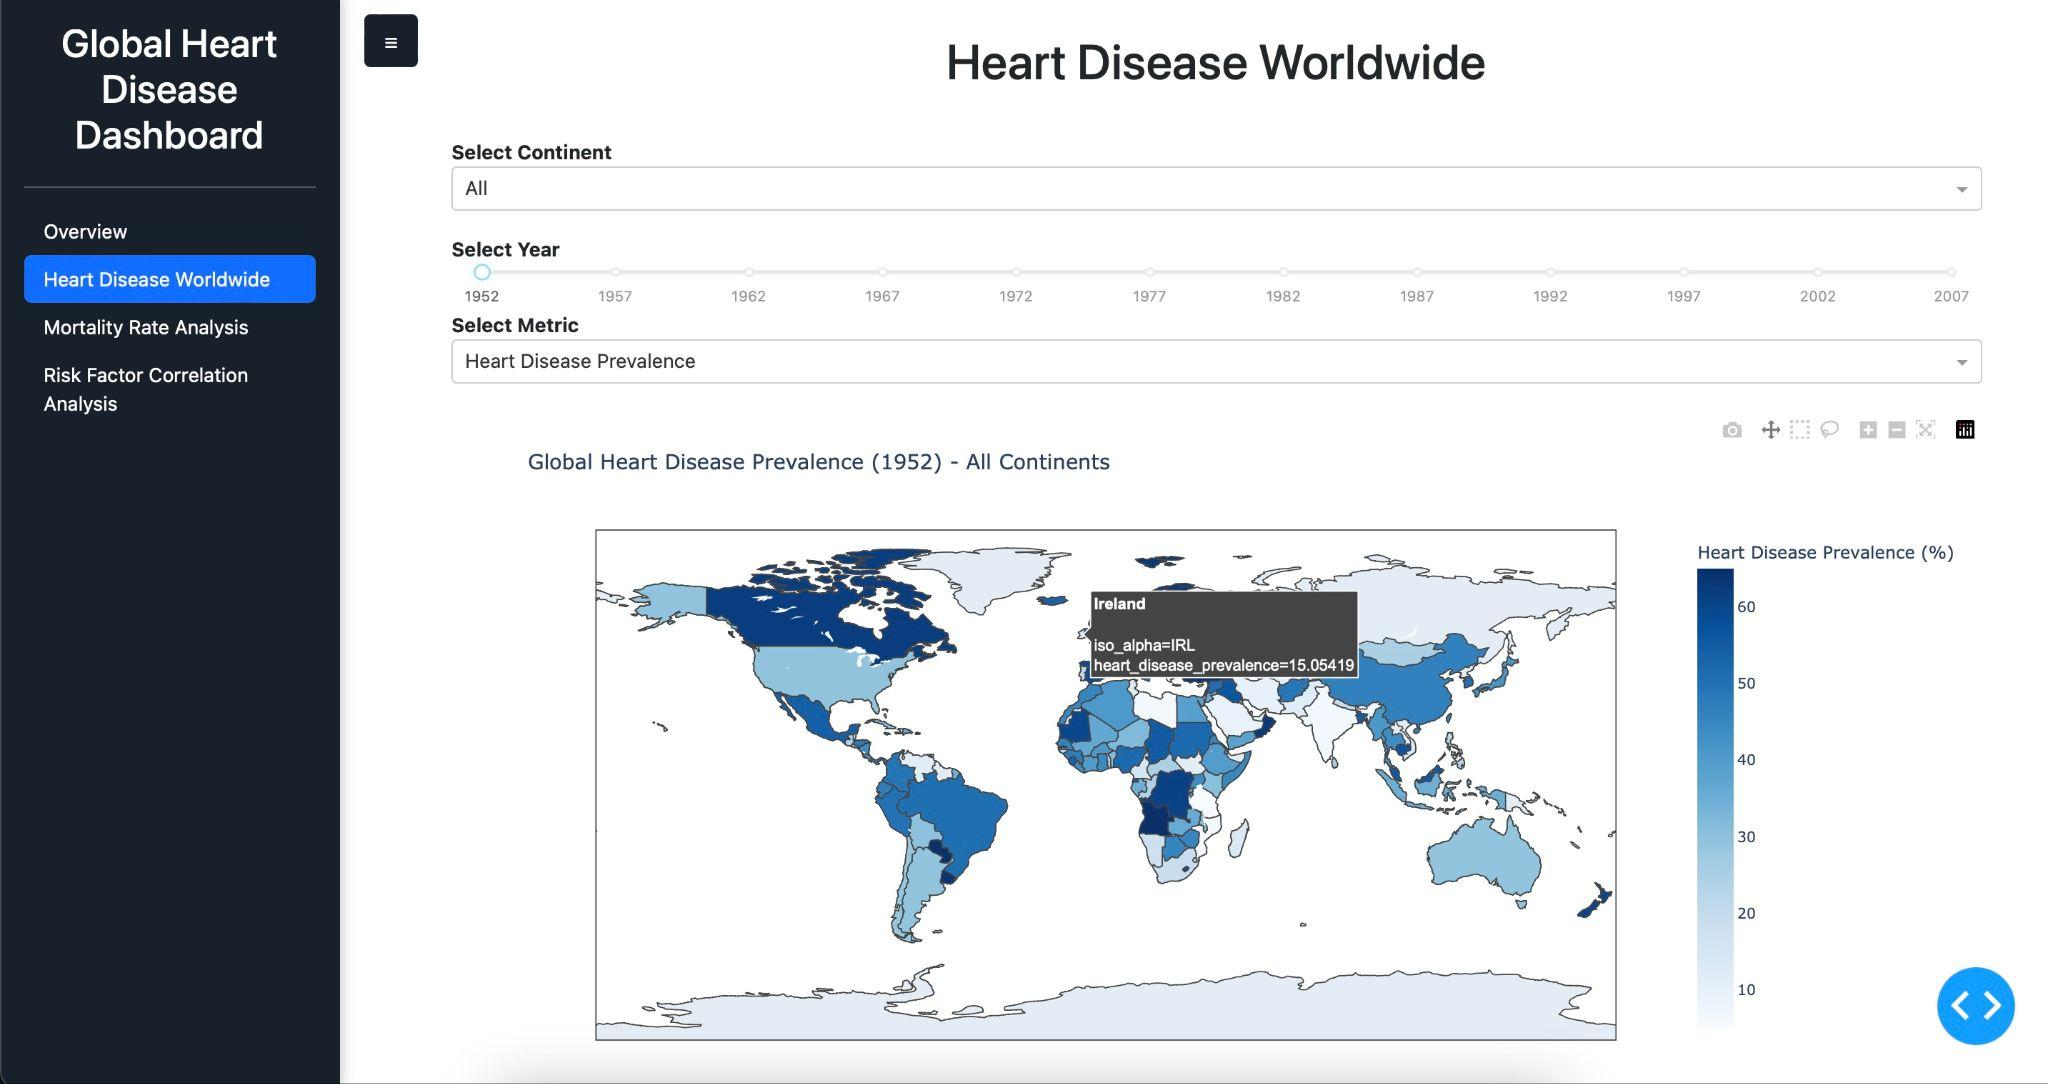 Global Heart
Disease
Dashboard
Overview
Heart Disease Worldwide
Mortality Rate Analysis
Risk Factor Correlation
Analysis
≡
Heart Disease Worldwide
Select Continent
All
Select Year
1952 1957 1962 1967 1972 1977 1982 1987 1992 1997 2002 2007
Select Metric
Heart Disease Prevalence
Global Heart Disease Prevalence (1952) - All Continents
Ireland
iso_alpha=IRL
heart_disease_prevalence=15.05419
Heart Disease Prevalence (%)
60
50
40
30
20
10